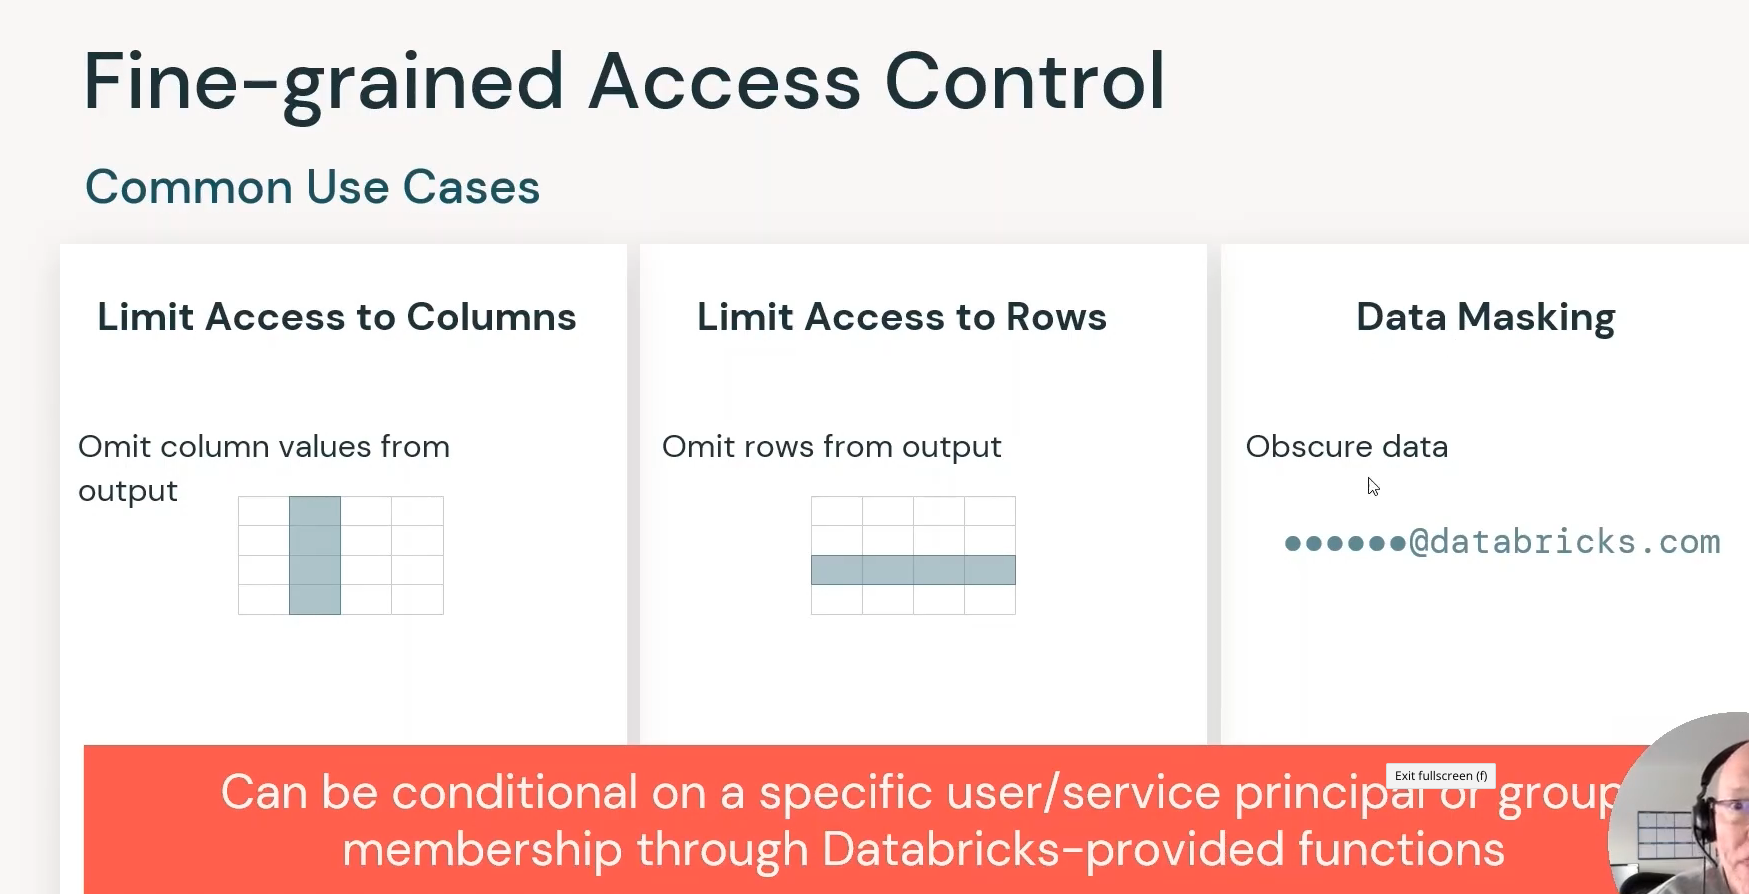 Fine-grained Access Control
Common Use Cases
Limit Access to Columns
Omit column values from
output
Limit Access to Rows
Omit rows from output
Data Masking
Obscure data
●●●●●●@databricks.com
Can be conditional on a specific user/service principal or group
membership through Databricks-provided functions
Exit fullscreen (f)